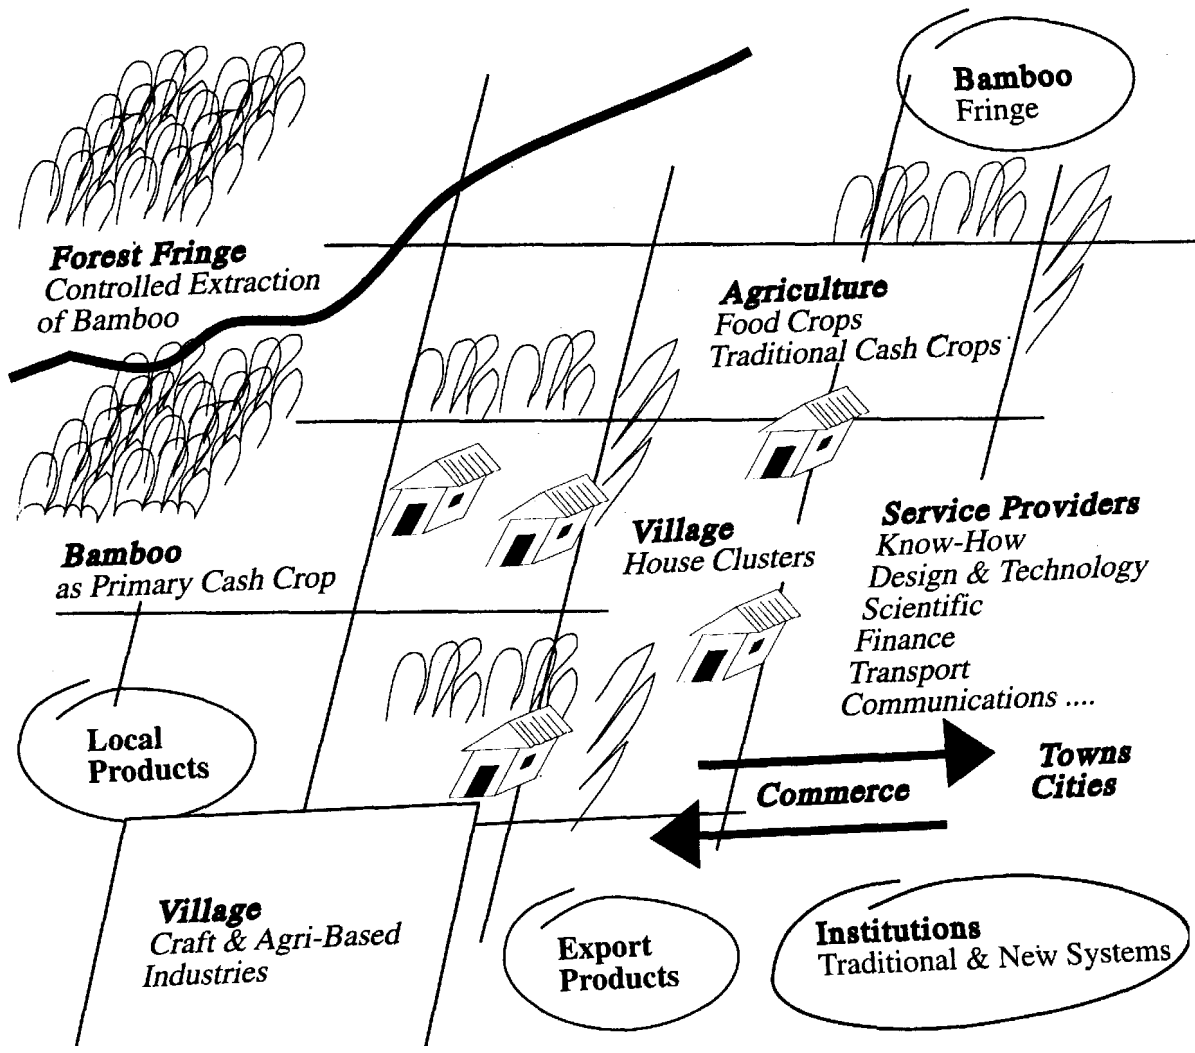 Bamboo
Fringe
Forest Fringe
Controlled Extraction
of Bamboo
Agriculture
Food Crops
Traditional Cash Crops
Bamboo
as Primary Cash Crop
Village
House Clusters
Service Providers
Know-How
Design & Technology
Scientific
Finance
Transport
Communications ....
Local
Products
Commerce
Towns
Cities
Village
Craft & Agri-Based
Industries
Export
Products
Institutions
Traditional & New Systems